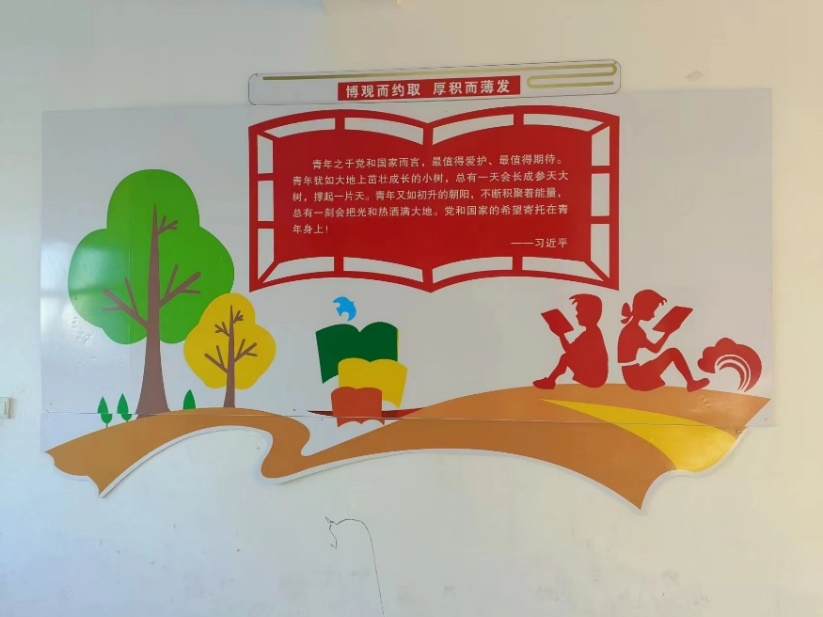 博观而约取 厚积而薄发
青年之于党和国家而言，最值得爱护、最值得期待。
青年犹如大地上茁壮成长的小树，总有一天会长成参天大
树，撑起一片天。青年又如初升的朝阳，不断积聚着能量，
总有一刻会把光和热洒满大地。党和国家的希望寄托在青
年身上！
——习近平